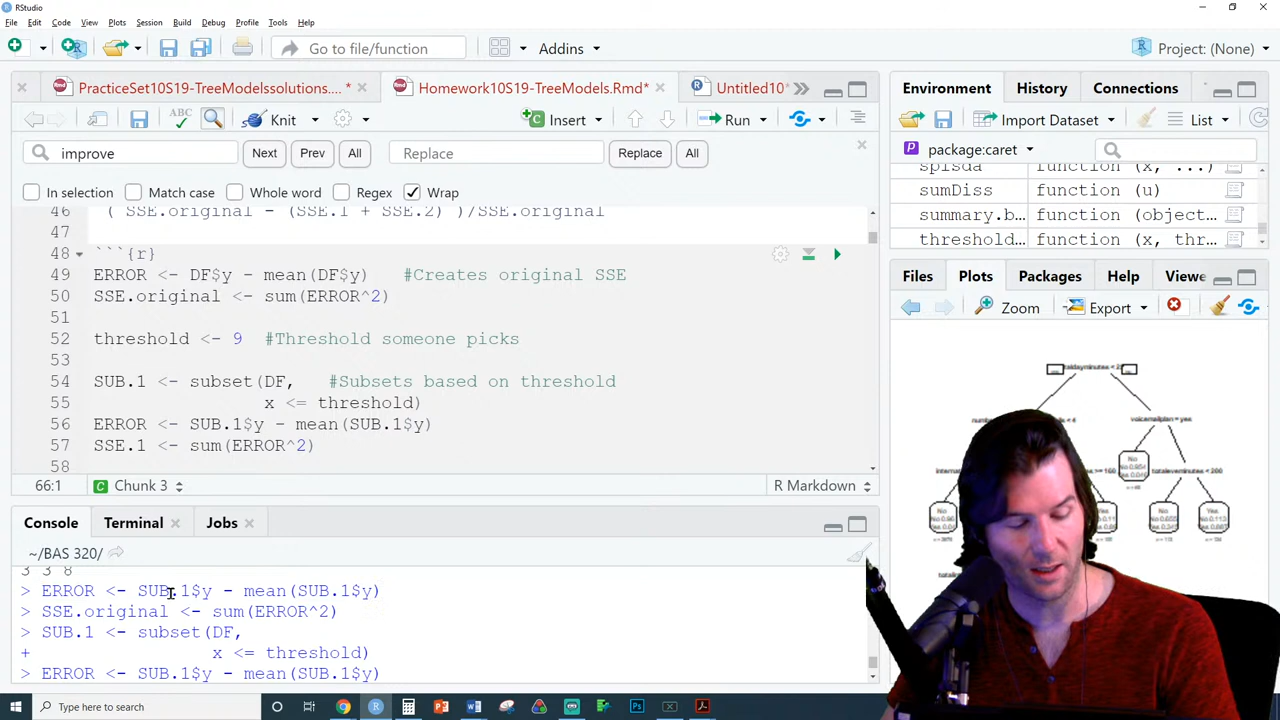 RStudio
File Edit Code View Plots Session Build Debug Profile Tools Help
Go to file/function
Addins
Project: (None)
PracticeSet10S19-TreeModelssolutions.... *
Homework10S19-TreeModels.Rmd*
Untitled10*
Knit
Insert
Run
improve
Next
Prev
All
Replace
Replace
All
In selection
Match case
Whole word
Regex
Wrap
46 ( SSE.original - (SSE.1 + SSE.2) )/SSE.original
47
48 ```{r}
49 ERROR <- DF$y - mean(DF$y) #Creates original SSE
50 SSE.original <- sum(ERROR^2)
51
52 threshold <- 9 #Threshold someone picks
53
54 SUB.1 <- subset(DF, #Subsets based on threshold
55 x <= threshold)
56 ERROR <- SUB.1$y - mean(SUB.1$y)
57 SSE.1 <- sum(ERROR^2)
58
66:1 Chunk 3 R Markdown
Console Terminal Jobs
~/BAS 320/
3 3 8
> ERROR <- SUB.1$y - mean(SUB.1$y)
> SSE.original <- sum(ERROR^2)
> SUB.1 <- subset(DF,
+ x <= threshold)
> ERROR <- SUB.1$y - mean(SUB.1$y)
Environment History Connections
Import Dataset List
package:caret
sumDiss function (u)
summary.b... function (object...
threshold... function (x, thr...
Files Plots Packages Help Viewe
Zoom Export
voicemailplan = yes
No
Yes
Type here to search